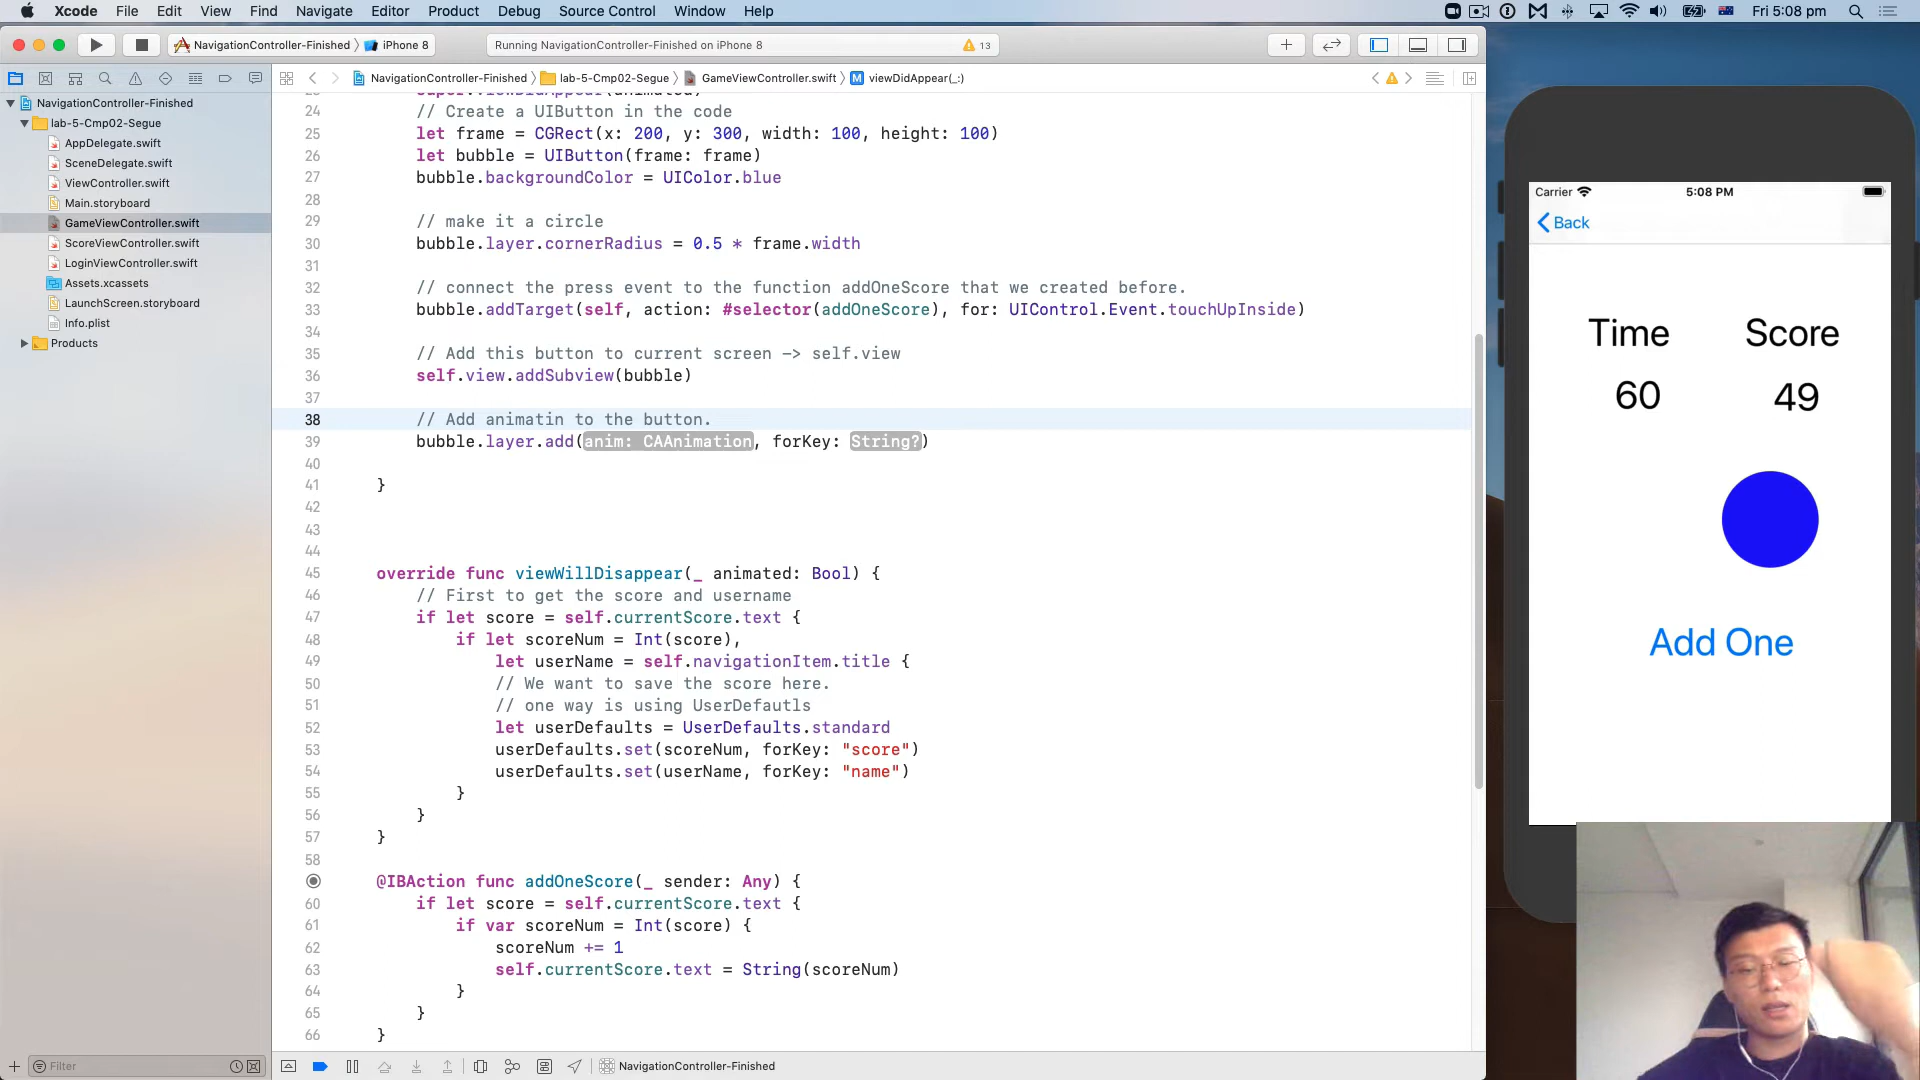 Xcode File Edit View Find Navigate Editor Product Debug Source Control Window Help Fri 5:08 pm
NavigationController-Finished iPhone 8 Running NavigationController-Finished on iPhone 8 13
NavigationController-Finished lab-5-Cmp02-Segue GameViewController.swift M viewDidAppear(_:)
NavigationController-Finished
lab-5-Cmp02-Segue
AppDelegate.swift
SceneDelegate.swift
ViewController.swift
Main.storyboard
GameViewController.swift
ScoreViewController.swift
LoginViewController.swift
Assets.xcassets
LaunchScreen.storyboard
Info.plist
Products
Filter
24 // Create a UIButton in the code
25 let frame = CGRect(x: 200, y: 300, width: 100, height: 100)
26 let bubble = UIButton(frame: frame)
27 bubble.backgroundColor = UIColor.blue
28
29 // make it a circle
30 bubble.layer.cornerRadius = 0.5 * frame.width
31
32 // connect the press event to the function addOneScore that we created before.
33 bubble.addTarget(self, action: #selector(addOneScore), for: UIControl.Event.touchUpInside)
34
35 // Add this button to current screen -> self.view
36 self.view.addSubview(bubble)
37
38 // Add animatin to the button.
39 bubble.layer.add(anim: CAAnimation, forKey: String?)
40
41 }
42
43
44
45 override func viewWillDisappear(_ animated: Bool) {
46 // First to get the score and username
47 if let score = self.currentScore.text {
48 if let scoreNum = Int(score),
49 let userName = self.navigationItem.title {
50 // We want to save the score here.
51 // one way is using UserDefautls
52 let userDefaults = UserDefaults.standard
53 userDefaults.set(scoreNum, forKey: "score")
54 userDefaults.set(userName, forKey: "name")
55 }
56 }
57 }
58
@IBAction func addOneScore(_ sender: Any) {
60 if let score = self.currentScore.text {
61 if var scoreNum = Int(score) {
62 scoreNum += 1
63 self.currentScore.text = String(scoreNum)
64 }
65 }
66 }
NavigationController-Finished
Carrier 5:08 PM
Back
Time Score
60 49
Add One